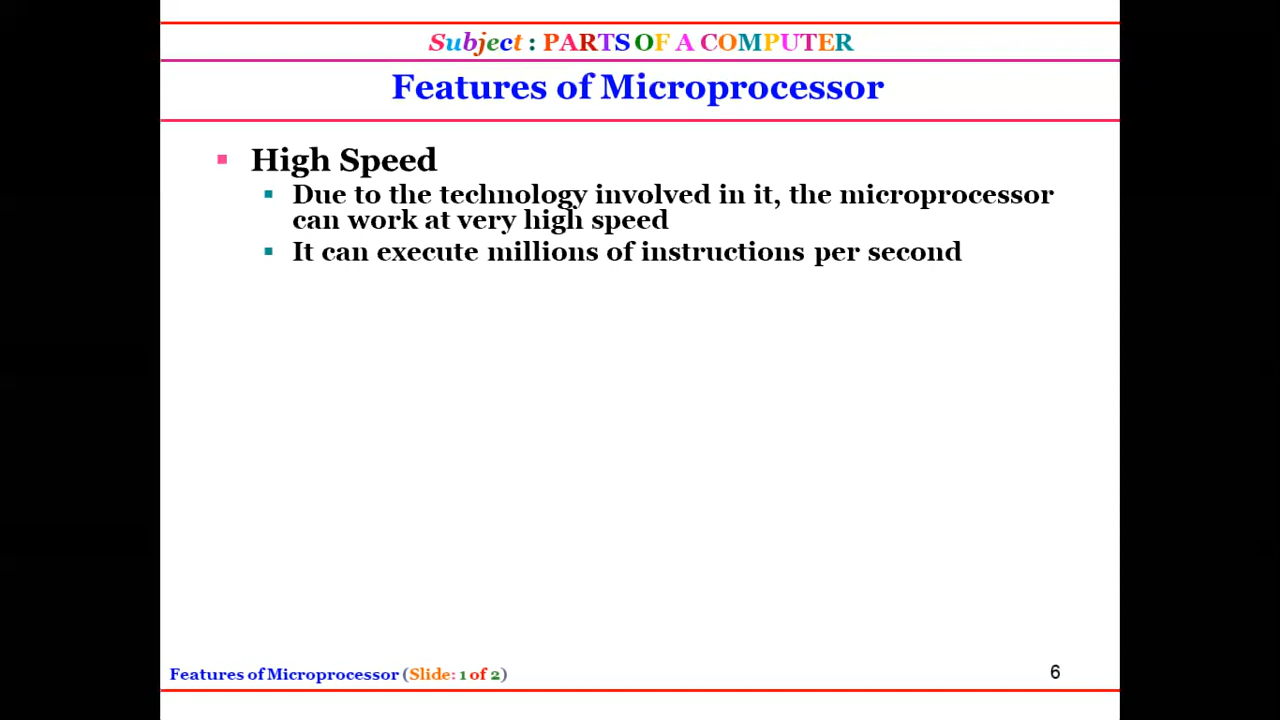 Subject : PARTS OF A COMPUTER
Features of Microprocessor
High Speed
Due to the technology involved in it, the microprocessor
can work at very high speed
It can execute millions of instructions per second
Features of Microprocessor (Slide: 1 of 2)
6